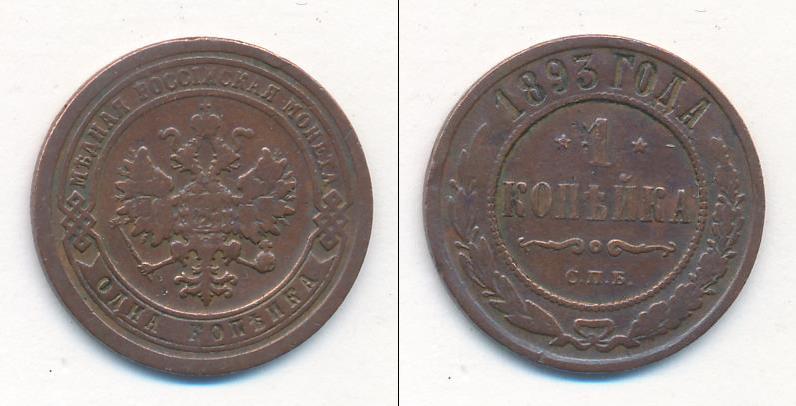 МѢДНАЯ РОССІЙСКАЯ МОНЕТА
ОДНА КОПѢЙКА
1893 ГОДА
1
КОПѢЙКА
С.П.Б.